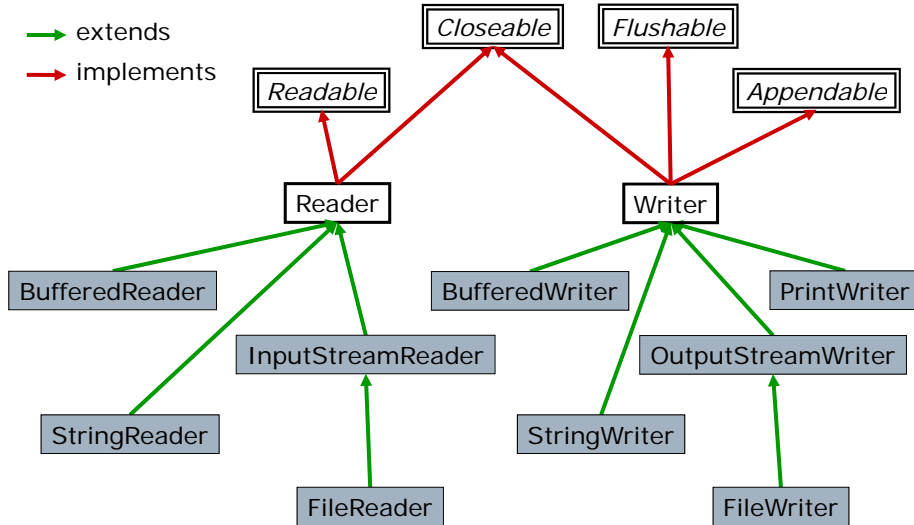 extends
implements
Closeable
Flushable
Readable
Appendable
Reader
Writer
BufferedReader
BufferedWriter
PrintWriter
InputStreamReader
OutputStreamWriter
StringReader
StringWriter
FileReader
FileWriter